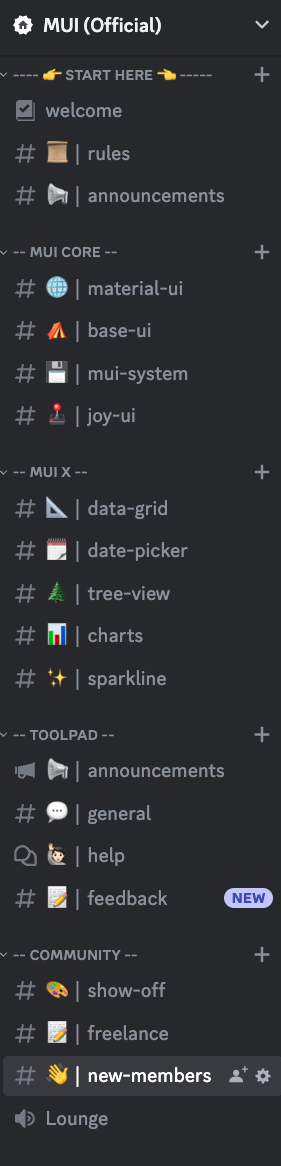 MUI (Official)
---- 👉 START HERE 👈 -----
welcome
# 📜 | rules
# 📢 | announcements
-- MUI CORE --
# 🌐 | material-ui
# ⛺ | base-ui
# 💾 | mui-system
# 🕹️ | joy-ui
-- MUI X --
# 📐 | data-grid
# 🗓️ | date-picker
# 🌲 | tree-view
# 📊 | charts
# ✨ | sparkline
-- TOOLPAD --
📢 | announcements
# 💬 | general
🙋🏻 | help
# 📝 | feedback NEW
-- COMMUNITY --
# 🎨 | show-off
# 📝 | freelance
# 👋 | new-members
Lounge